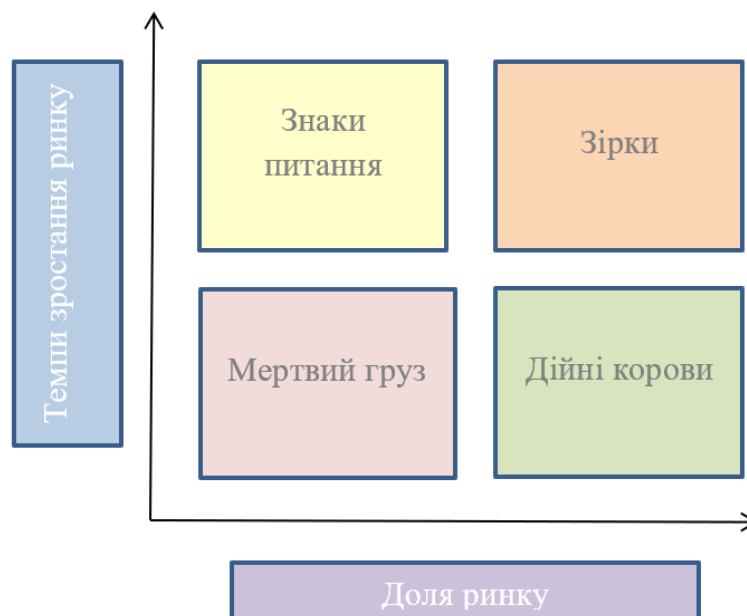 Темпи зростання ринку
Знаки
питання
Зірки
Мертвий груз
Дійні корови
Доля ринку